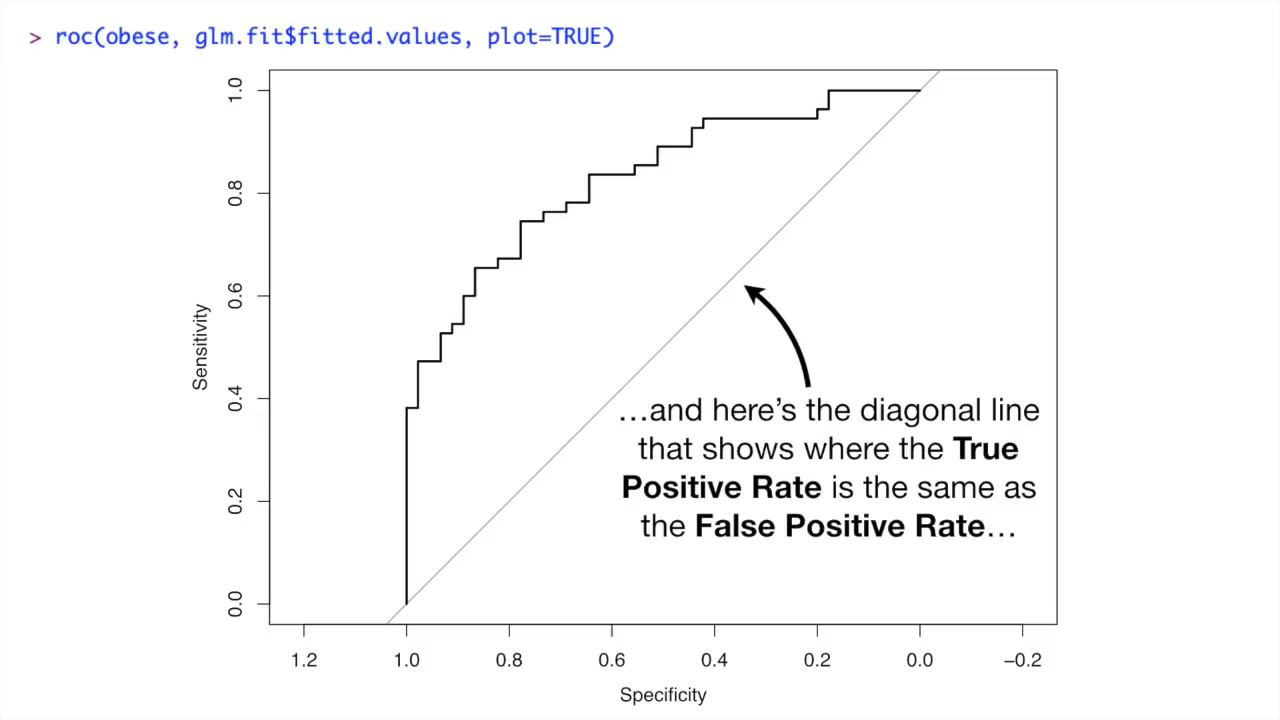 > roc(obese, glm.fit$fitted.values, plot=TRUE)
1.0
0.8
0.6
0.4
0.2
0.0
Sensitivity
…and here’s the diagonal line
that shows where the True
Positive Rate is the same as
the False Positive Rate…
1.2 1.0 0.8 0.6 0.4 0.2 0.0 −0.2
Specificity